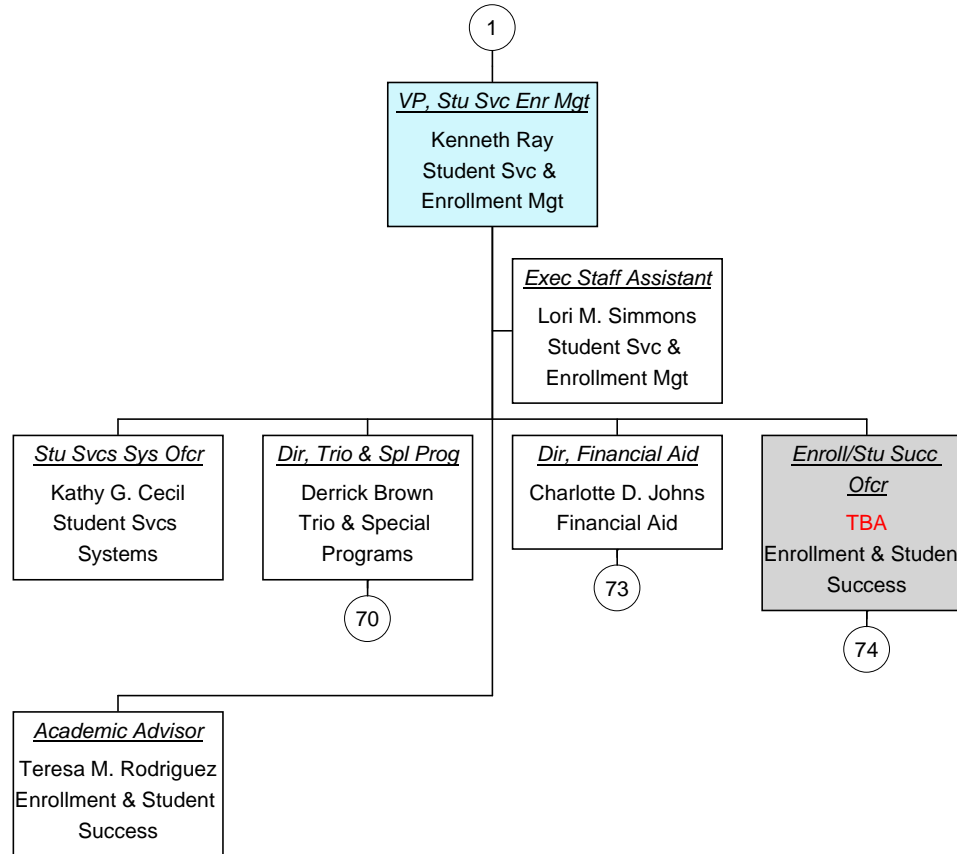 1
VP, Stu Svc Enr Mgt
Kenneth Ray
Student Svc &
Enrollment Mgt
Exec Staff Assistant
Lori M. Simmons
Student Svc &
Enrollment Mgt
Stu Svcs Sys Ofcr
Kathy G. Cecil
Student Svcs
Systems
Dir, Trio & Spl Prog
Derrick Brown
Trio & Special
Programs
70
Dir, Financial Aid
Charlotte D. Johns
Financial Aid
73
Enroll/Stu Succ
Ofcr
TBA
Enrollment & Studen
Success
74
Academic Advisor
Teresa M. Rodriguez
Enrollment & Student
Success